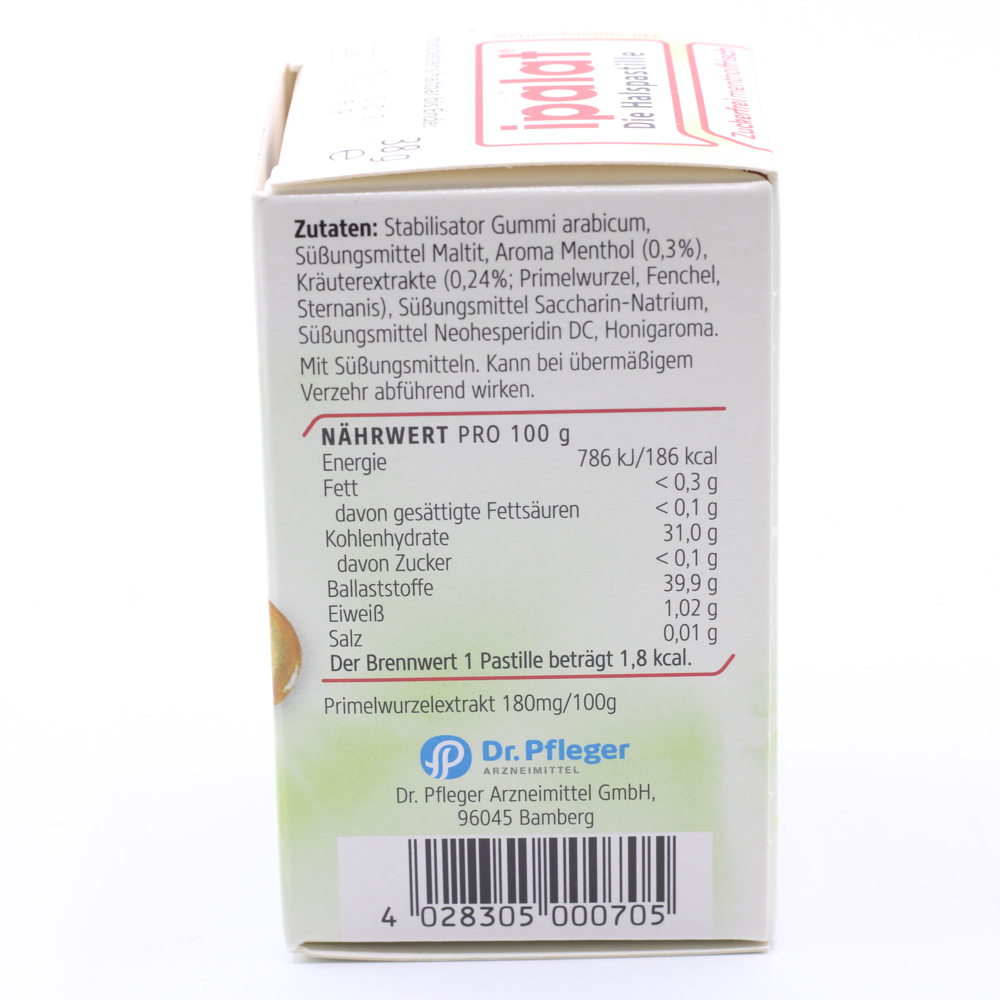 ipalat®
Die Halspastille
Zuckerfrei/mentholfrisch
38g
e
Zutaten: Stabilisator Gummi arabicum,
Süßungsmittel Maltit, Aroma Menthol (0,3%),
Kräuterextrakte (0,24%; Primelwurzel, Fenchel,
Sternanis), Süßungsmittel Saccharin-Natrium,
Süßungsmittel Neohesperidin DC, Honigaroma.
Mit Süßungsmitteln. Kann bei übermäßigem
Verzehr abführend wirken.
NÄHRWERT PRO 100 g
Energie 786 kJ/186 kcal
Fett < 0,3 g
davon gesättigte Fettsäuren < 0,1 g
Kohlenhydrate 31,0 g
davon Zucker < 0,1 g
Ballaststoffe 39,9 g
Eiweiß 1,02 g
Salz 0,01 g
Der Brennwert 1 Pastille beträgt 1,8 kcal.
Primelwurzelextrakt 180mg/100g
Dr. Pfleger
ARZNEIMITTEL
Dr. Pfleger Arzneimittel GmbH,
96045 Bamberg
4 028305 000705